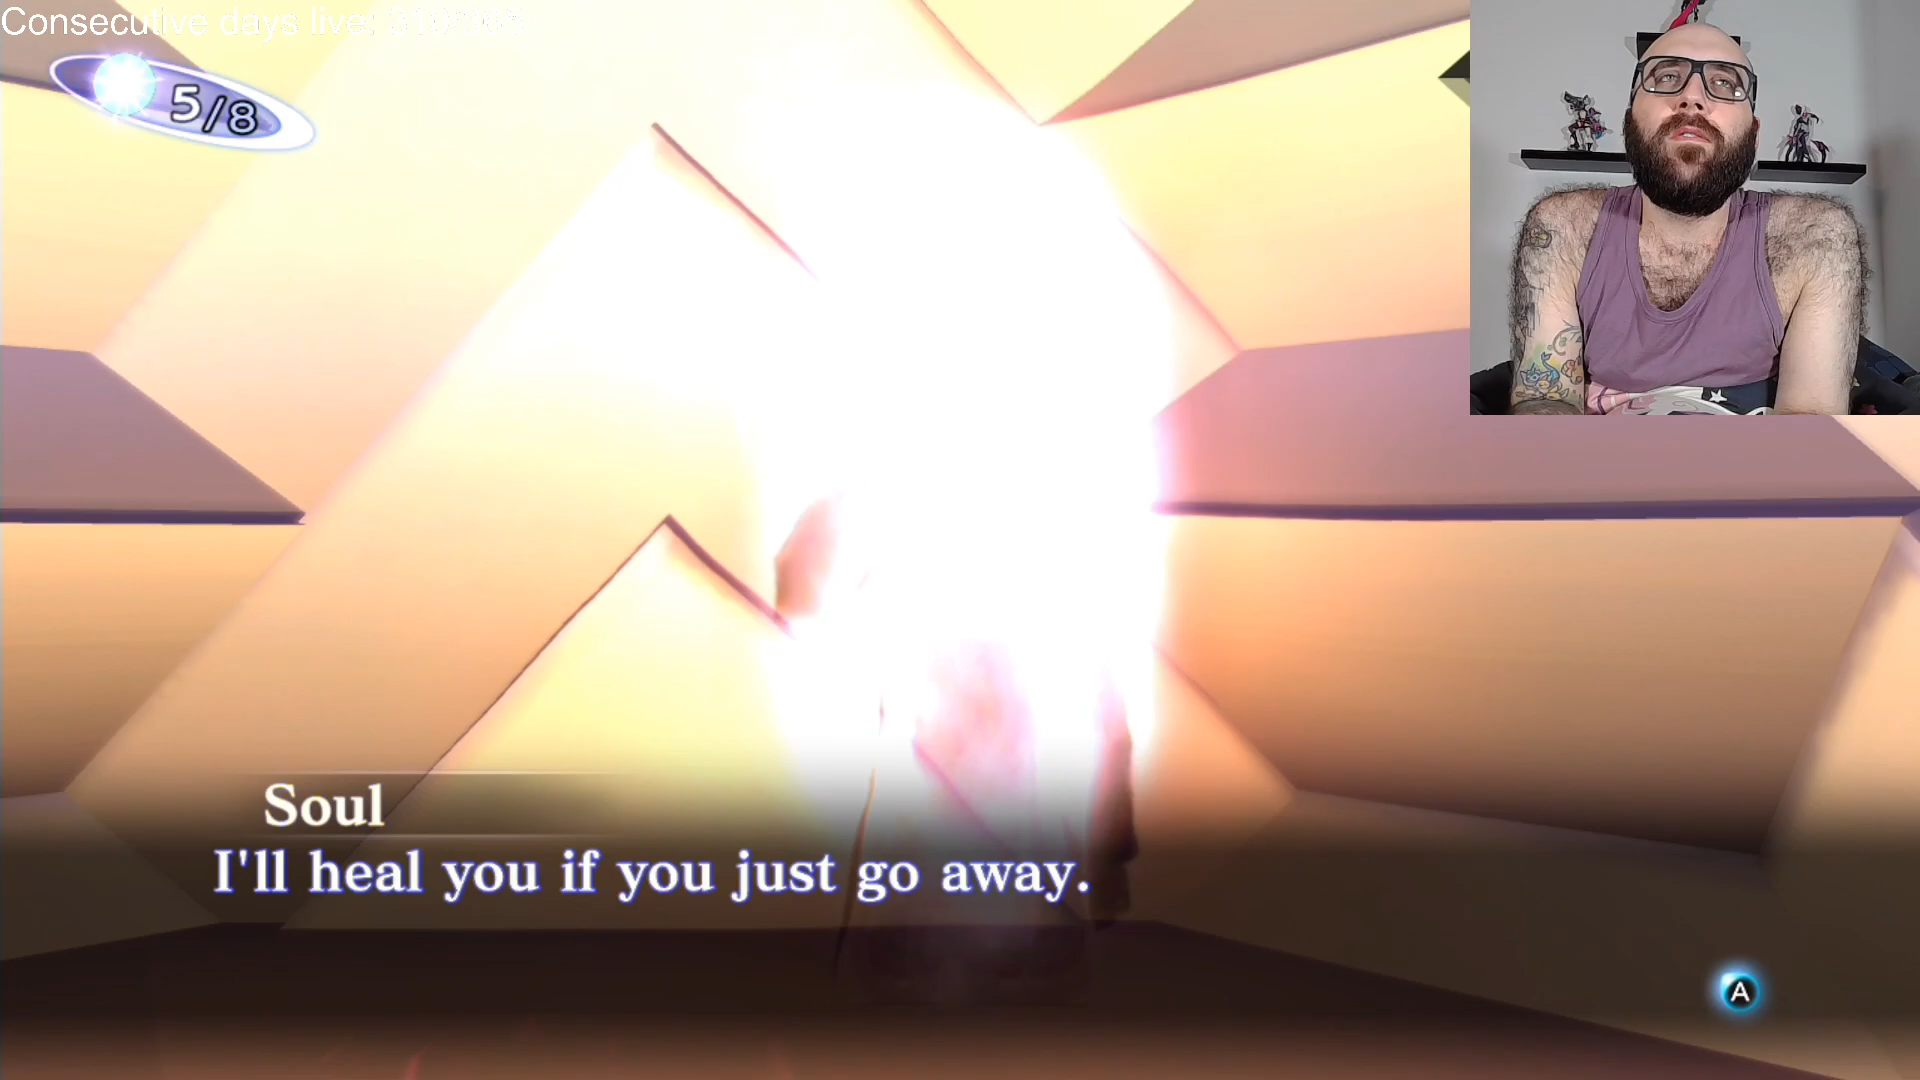 Consecutive days live:
5/8
Soul
I'll heal you if you just go away.
A